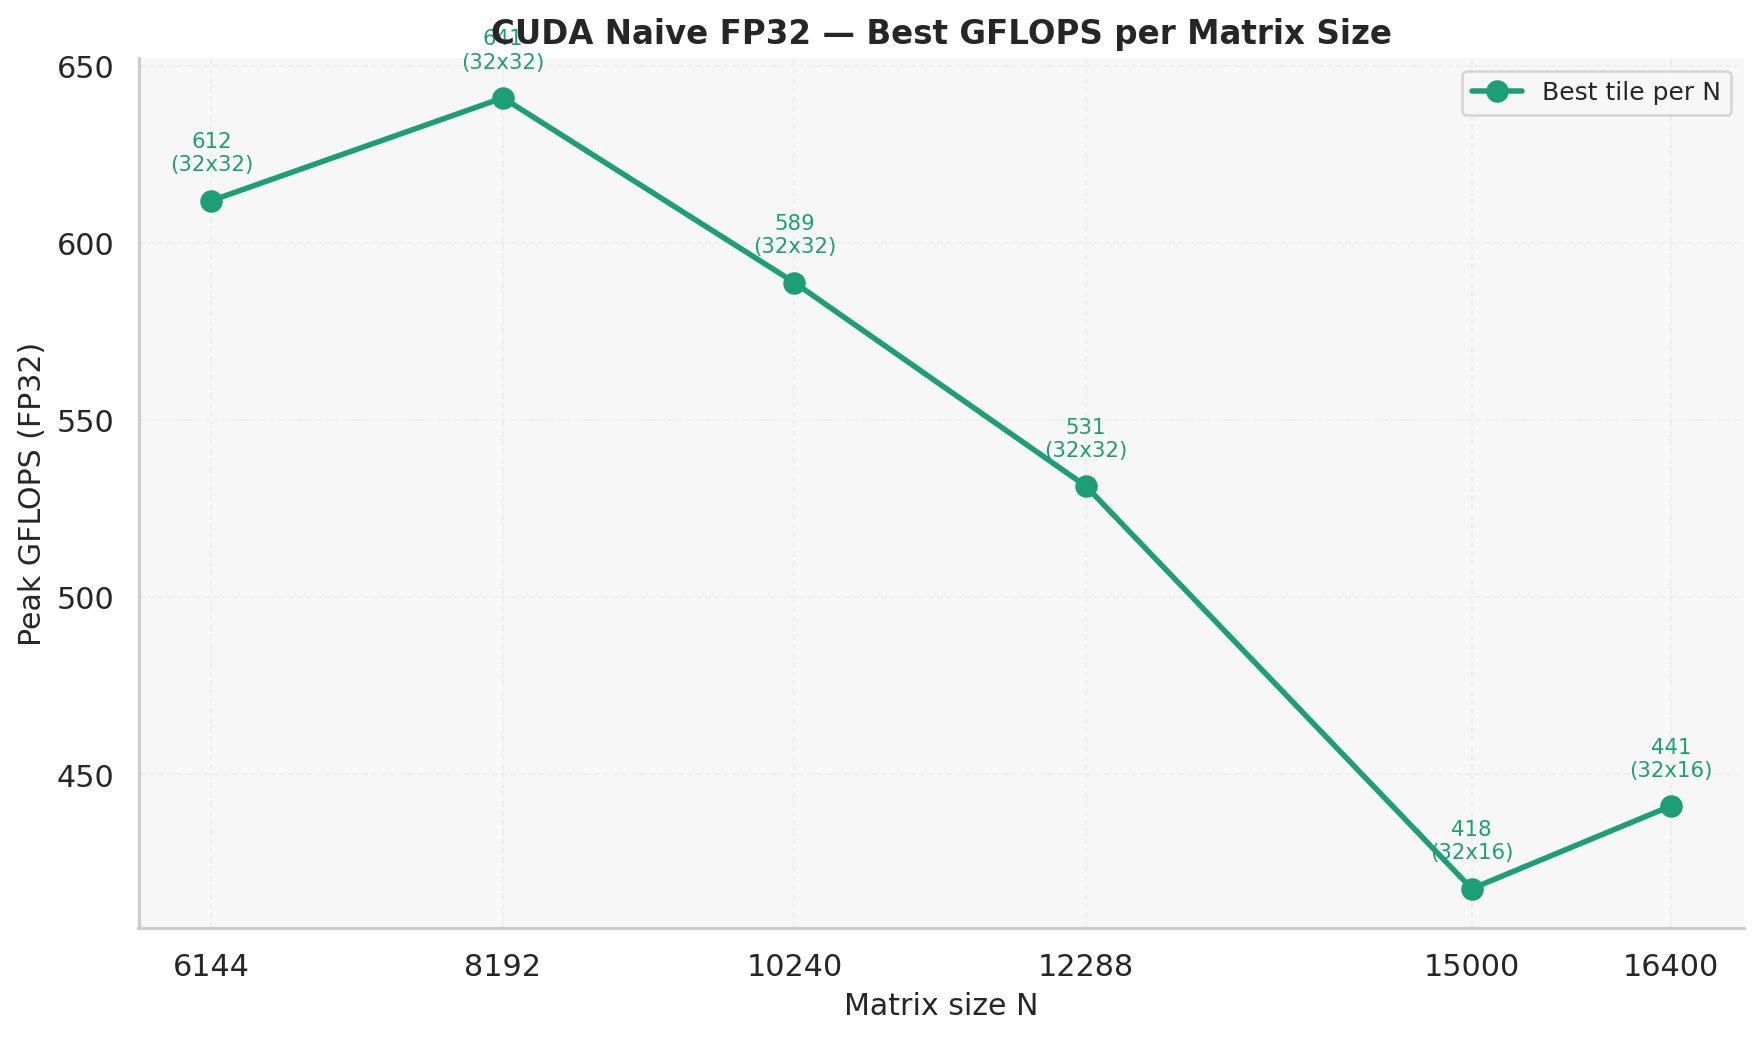 CUDA Naive FP32 — Best GFLOPS per Matrix Size
641
(32x32)
650
Best tile per N
612
(32x32)
589
(32x32)
600
531
(32x32)
550
Peak GFLOPS (FP32)
500
441
(32x16)
450
418
(32x16)
6144
8192
10240
12288
15000
16400
Matrix size N